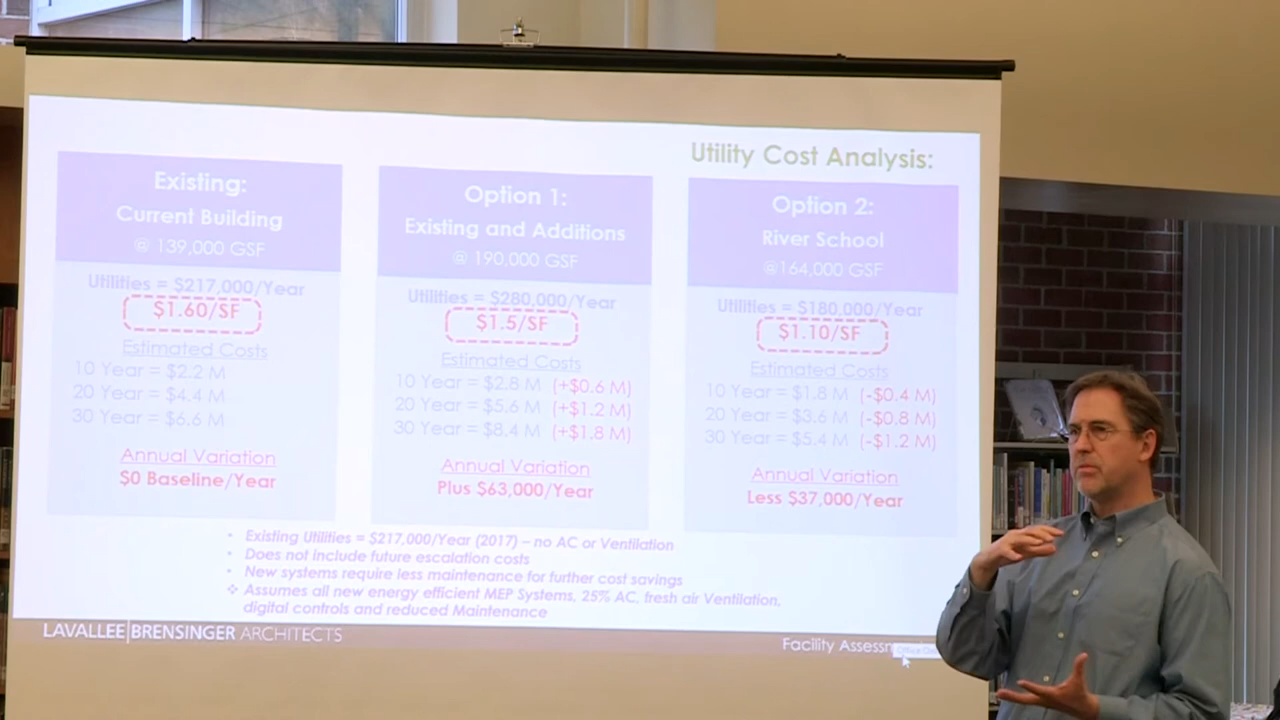 Utility Cost Analysis:
Existing:
Current Building
@ 139,000 GSF
Utilities = $217,000/Year
$1.60/SF
Estimated Costs
10 Year = $2.2 M
20 Year = $4.4 M
30 Year = $6.6 M
Annual Variation
$0 Baseline/Year
Option 1:
Existing and Additions
@ 190,000 GSF
Utilities = $280,000/Year
$1.5/SF
Estimated Costs
10 Year = $2.8 M (+$0.6 M)
20 Year = $5.6 M (+$1.2 M)
30 Year = $8.4 M (+$1.8 M)
Annual Variation
Plus $63,000/Year
Option 2:
River School
@164,000 GSF
Utilities = $180,000/Year
$1.10/SF
Estimated Costs
10 Year = $1.8 M (-$0.4 M)
20 Year = $3.6 M (-$0.8 M)
30 Year = $5.4 M (-$1.2 M)
Annual Variation
Less $37,000/Year
• Existing Utilities = $217,000/Year (2017) – no AC or Ventilation
• Does not include future escalation costs
• New systems require less maintenance for further cost savings
❖ Assumes all new energy efficient MEP Systems, 25% AC, fresh air Ventilation,
digital controls and reduced Maintenance
LAVALLEE|BRENSINGER ARCHITECTS
Facility